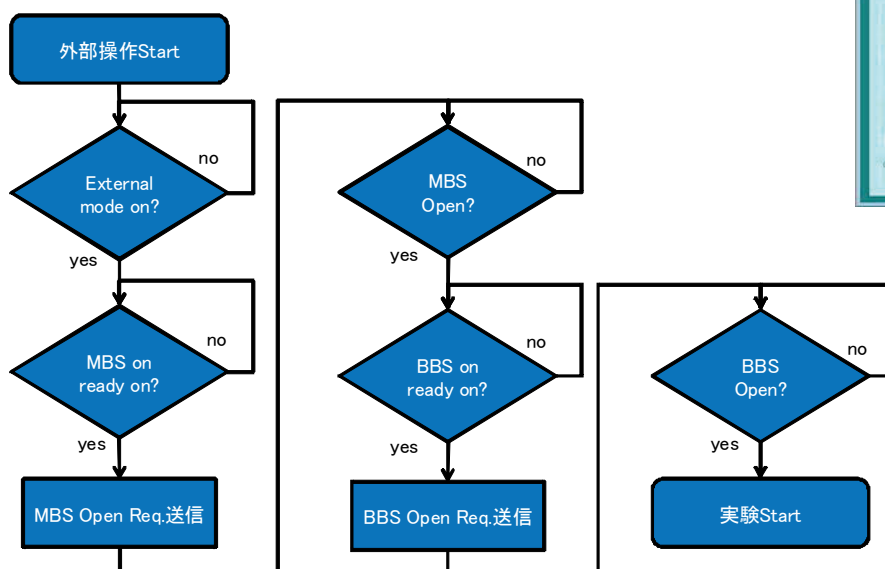 外部操作Start
External
mode on?
no
yes
MBS on
ready on?
no
yes
MBS Open Req.送信
MBS
Open?
no
yes
BBS on
ready on?
no
yes
BBS Open Req.送信
BBS
Open?
no
yes
実験Start